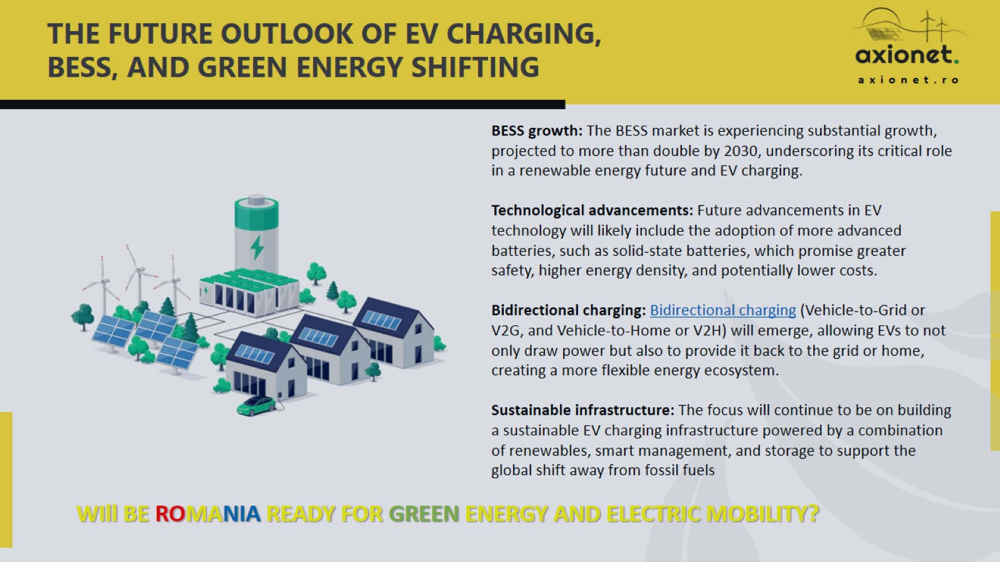 THE FUTURE OUTLOOK OF EV CHARGING,
BESS, AND GREEN ENERGY SHIFTING
axionet.
axionet.ro
BESS growth: The BESS market is experiencing substantial growth,
projected to more than double by 2030, underscoring its critical role
in a renewable energy future and EV charging.
Technological advancements: Future advancements in EV
technology will likely include the adoption of more advanced
batteries, such as solid-state batteries, which promise greater
safety, higher energy density, and potentially lower costs.
Bidirectional charging: Bidirectional charging (Vehicle-to-Grid or
V2G, and Vehicle-to-Home or V2H) will emerge, allowing EVs to not
only draw power but also to provide it back to the grid or home,
creating a more flexible energy ecosystem.
Sustainable infrastructure: The focus will continue to be on building
a sustainable EV charging infrastructure powered by a combination
of renewables, smart management, and storage to support the
global shift away from fossil fuels
WIll BE ROMANIA READY FOR GREEN ENERGY AND ELECTRIC MOBILITY?